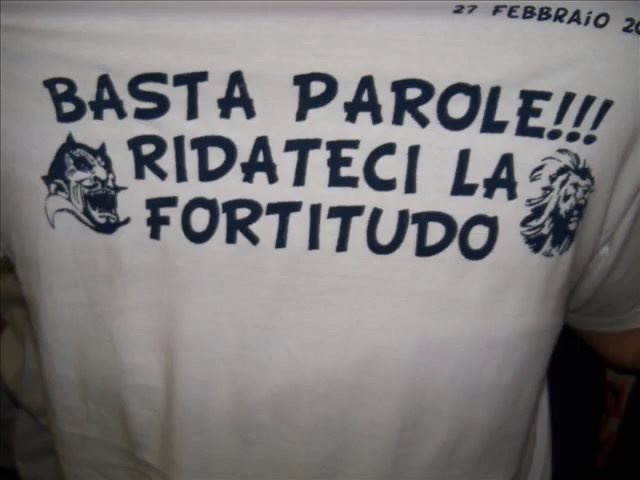 27 FEBBRAiO
BASTA PAROLE!!!
RIDATECI LA
FORTITUDO